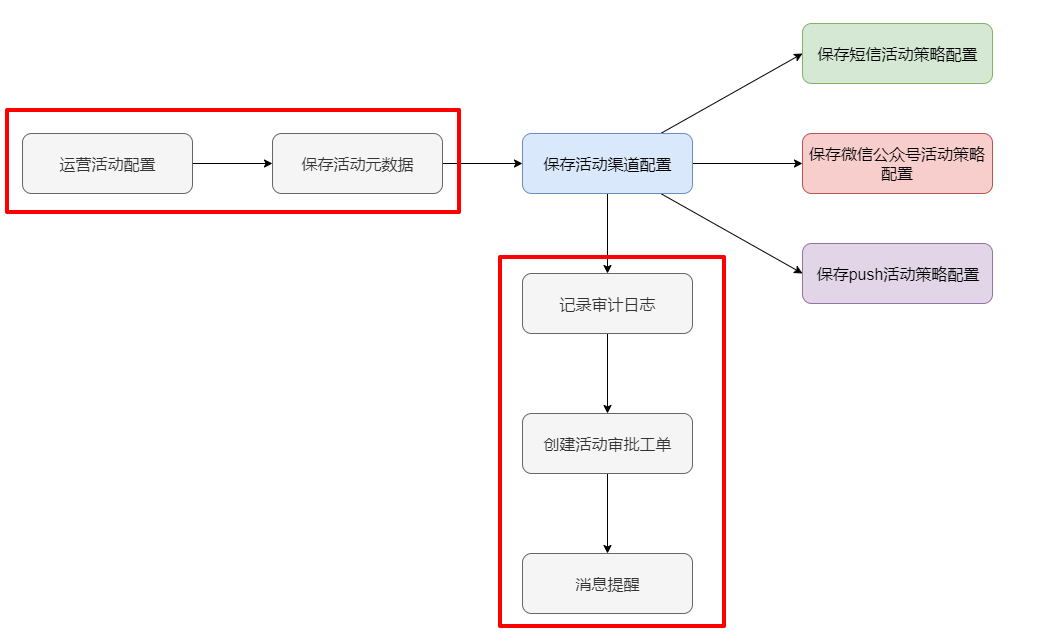 保存短信活动策略配置
运营活动配置
保存活动元数据
保存活动渠道配置
保存微信公众号活动策略
配置
保存push活动策略配置
记录审计日志
创建活动审批工单
消息提醒